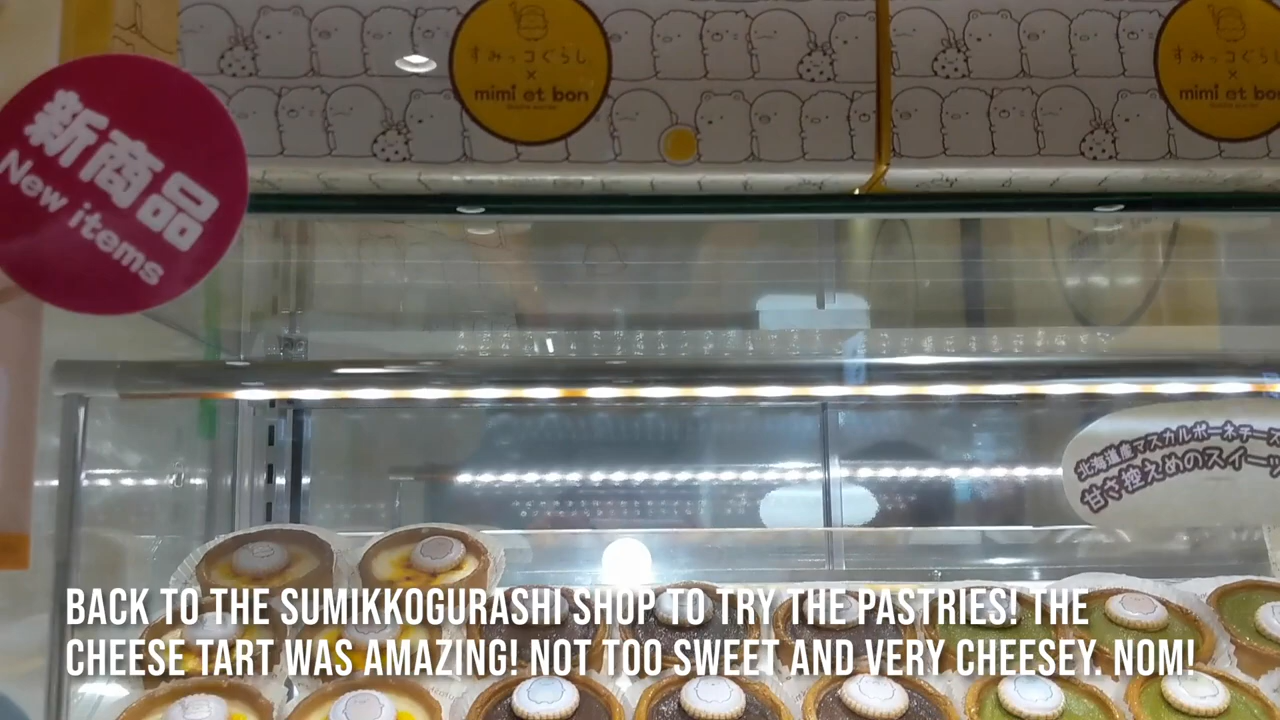 すみっコぐらし
×
mimi et bon
すみっコぐらし
×
mimi et bo
新商品
New items
北海道産マスカルポーネチーズ
甘さ控えめのスイーツ
BACK TO THE SUMIKKOGURASHI SHOP TO TRY THE PASTRIES! THE
CHEESE TART WAS AMAZING! NOT TOO SWEET AND VERY CHEESEY. NOM!